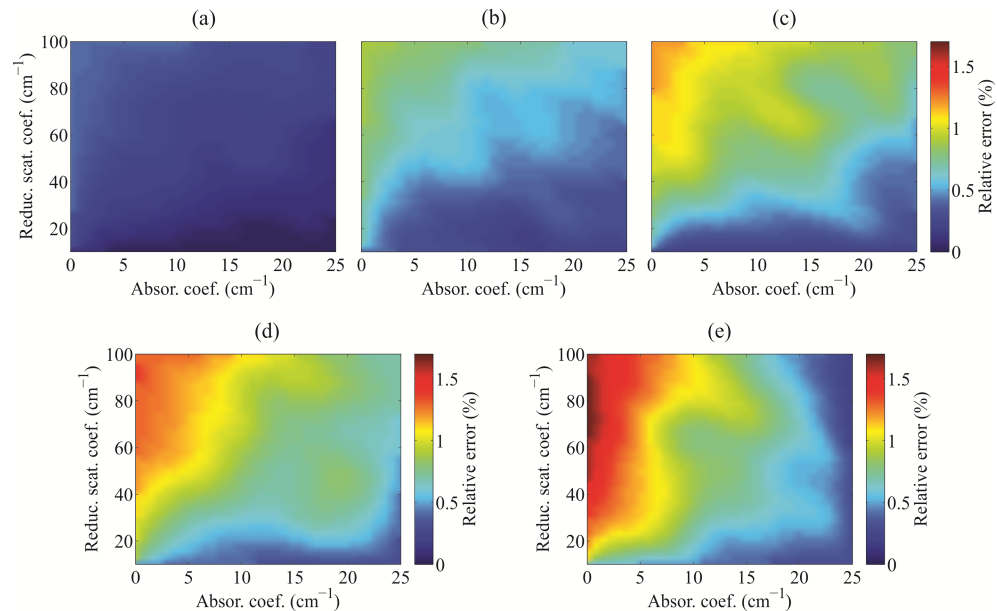 (a)
(b)
(c)
Reduc. scat. coef. (cm⁻¹)
100
80
60
40
20
0 5 10 15 20 25
Absor. coef. (cm⁻¹)
0 5 10 15 20 25
Absor. coef. (cm⁻¹)
0 5 10 15 20 25
Absor. coef. (cm⁻¹)
1.5
1
0.5
0
Relative error (%)
(d)
Reduc. scat. coef. (cm⁻¹)
100
80
60
40
20
0 5 10 15 20 25
Absor. coef. (cm⁻¹)
1.5
1
0.5
0
Relative error (%)
(e)
Reduc. scat. coef. (cm⁻¹)
100
80
60
40
20
0 5 10 15 20 25
Absor. coef. (cm⁻¹)
1.5
1
0.5
0
Relative error (%)